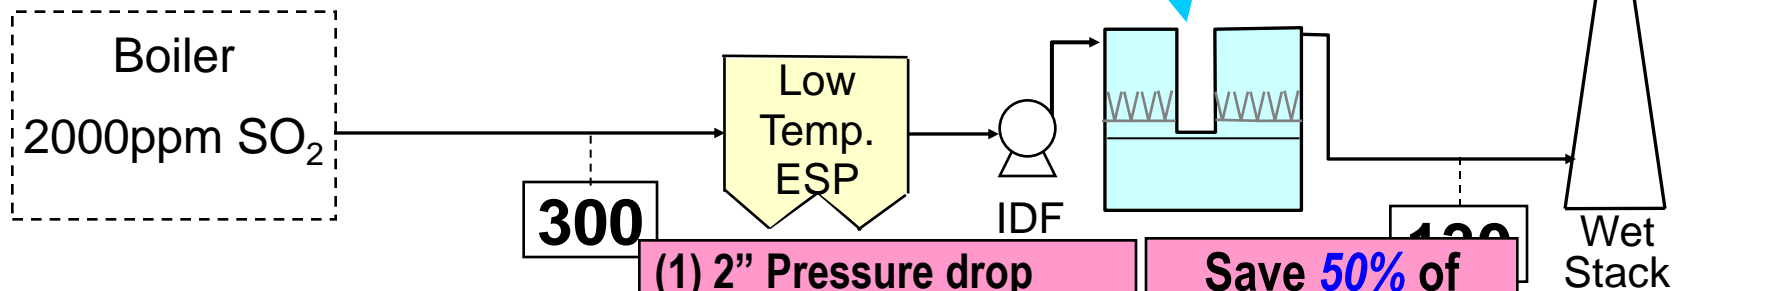 Boiler
2000ppm SO₂
Low
Temp.
ESP
300
IDF
Wet
Stack
(1) 2” Pressure drop
Save 50% of